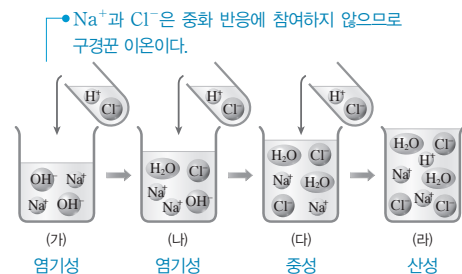 Na⁺과 Cl⁻은 중화 반응에 참여하지 않으므로
구경꾼 이온이다.
H⁺ Cl⁻ H⁺ Cl⁻ H⁺ Cl⁻
OH⁻ Na⁺ Na⁺ OH⁻
H₂O Cl⁻ Na⁺ Na⁺ OH⁻
H₂O Cl⁻ Na⁺ H₂O Cl⁻ Na⁺
H₂O Cl⁻ H⁺ Na⁺ H₂O Cl⁻ Na⁺ Cl⁻
(가) (나) (다) (라)
염기성 염기성 중성 산성